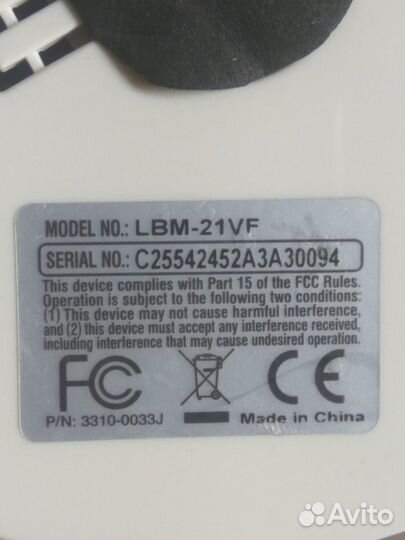 MODEL NO.: LBM-21VF
SERIAL NO.: C25542452A3A30094
This device complies with Part 15 of the FCC Rules.
Operation is subject to the following two conditions:
(1) This device may not cause harmful interference,
and (2) this device must accept any interference received,
including interference that may cause undesired operation.
FC CE
P/N: 3310-0033J Made in China
Avito